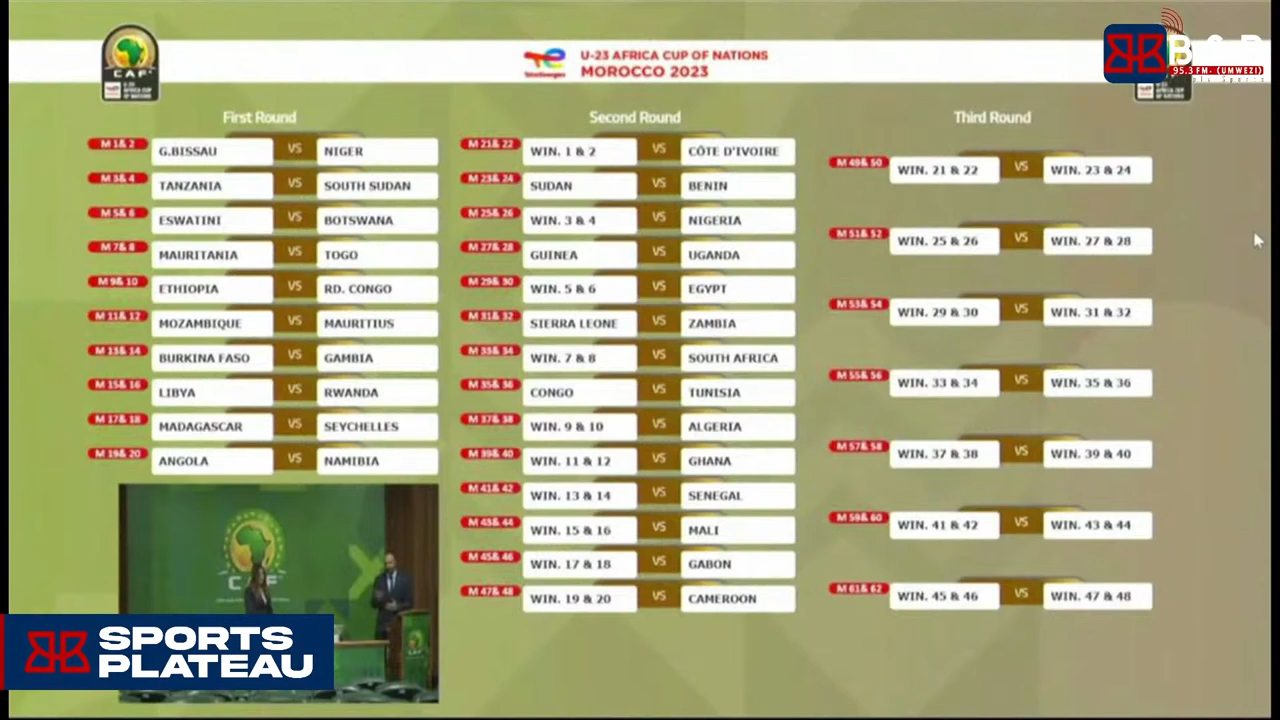 CAF
U-23 AFRICA CUP OF NATIONS
MOROCCO 2023
TotalEnergies
95.3 FM - (UMWEZI)
First Round
M 1& 2 G.BISSAU VS NIGER
M 3& 4 TANZANIA VS SOUTH SUDAN
M 5& 6 ESWATINI VS BOTSWANA
M 7& 8 MAURITANIA VS TOGO
M 9& 10 ETHIOPIA VS RD. CONGO
M 11& 12 MOZAMBIQUE VS MAURITIUS
M 13& 14 BURKINA FASO VS GAMBIA
M 15& 16 LIBYA VS RWANDA
M 17& 18 MADAGASCAR VS SEYCHELLES
M 19& 20 ANGOLA VS NAMIBIA
Second Round
M 21& 22 WIN. 1 & 2 VS CÔTE D'IVOIRE
M 23& 24 SUDAN VS BENIN
M 25& 26 WIN. 3 & 4 VS NIGERIA
M 27& 28 GUINEA VS UGANDA
M 29& 30 WIN. 5 & 6 VS EGYPT
M 31& 32 SIERRA LEONE VS ZAMBIA
M 33& 34 WIN. 7 & 8 VS SOUTH AFRICA
M 35& 36 CONGO VS TUNISIA
M 37& 38 WIN. 9 & 10 VS ALGERIA
M 39& 40 WIN. 11 & 12 VS GHANA
M 41& 42 WIN. 13 & 14 VS SENEGAL
M 43& 44 WIN. 15 & 16 VS MALI
M 45& 46 WIN. 17 & 18 VS GABON
M 47& 48 WIN. 19 & 20 VS CAMEROON
Third Round
M 49& 50 WIN. 21 & 22 VS WIN. 23 & 24
M 51& 52 WIN. 25 & 26 VS WIN. 27 & 28
M 53& 54 WIN. 29 & 30 VS WIN. 31 & 32
M 55& 56 WIN. 33 & 34 VS WIN. 35 & 36
M 57& 58 WIN. 37 & 38 VS WIN. 39 & 40
M 59& 60 WIN. 41 & 42 VS WIN. 43 & 44
M 61& 62 WIN. 45 & 46 VS WIN. 47 & 48
CAF
SPORTS
PLATEAU